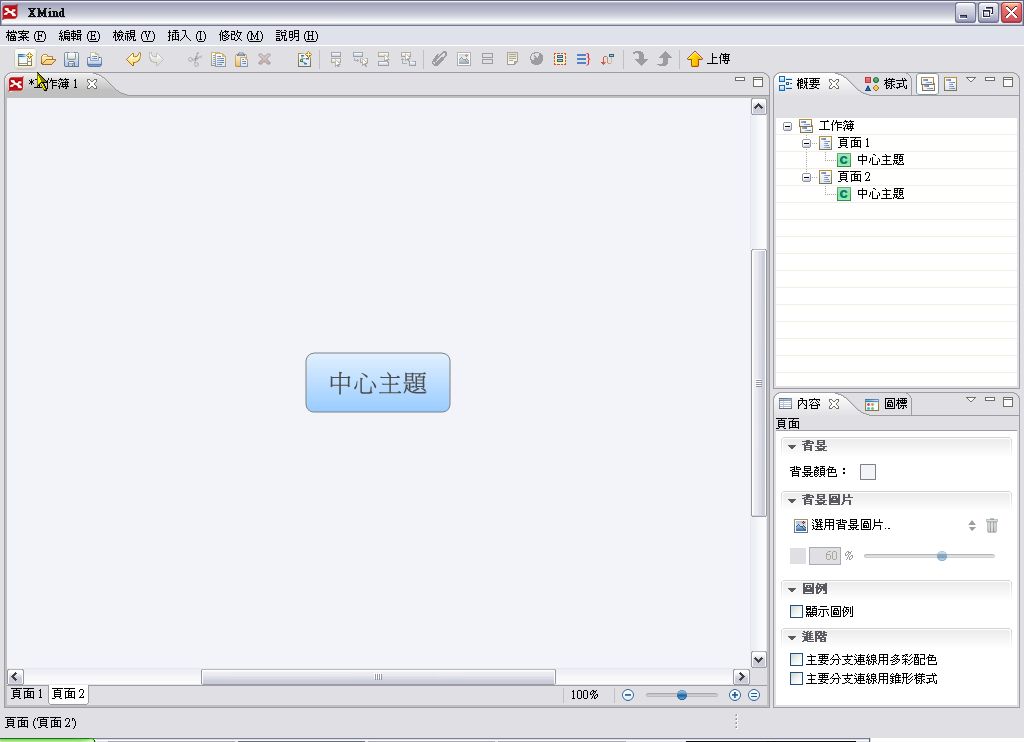 XMind
檔案 (F) 編輯 (E) 檢視 (V) 插入 (I) 修改 (M) 說明 (H)
上傳
*工作簿 1
概要
樣式
工作簿
頁面 1
中心主題
頁面 2
中心主題
中心主題
內容
圖標
頁面
背景
背景顏色：
背景圖片
選用背景圖片..
60 %
圖例
顯示圖例
進階
主要分支連線用多彩配色
主要分支連線用錐形樣式
頁面 1 頁面 2
100%
頁面 ('頁面 2')